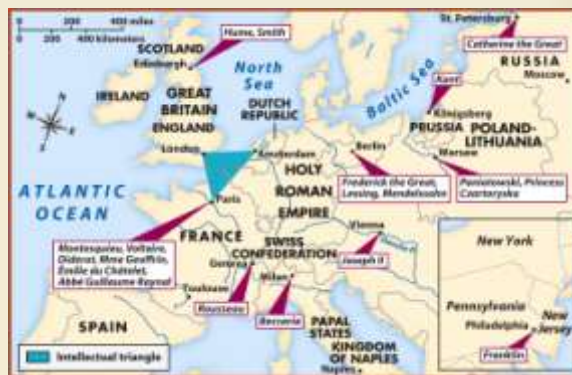 0 200 400 miles
0 200 400 kilometers
SCOTLAND
Edinburgh
Hume, Smith
St. Petersburg
Catherine the Great
RUSSIA
Moscow
North
Sea
Baltic Sea
Kant
IRELAND
GREAT
BRITAIN
ENGLAND
London
DUTCH
REPUBLIC
Amsterdam
Königsberg
PRUSSIA
POLAND-
LITHUANIA
Berlin
Warsaw
HOLY
ROMAN
EMPIRE
Frederick the Great,
Lessing, Mendelssohn
Poniatowski, Princess
Czartoryska
ATLANTIC
OCEAN
Paris
Montesquieu, Voltaire,
Diderot, Mme Geoffrin,
Émilie du Châtelet,
Abbé Guillaume Raynal
FRANCE
SWISS
CONFEDERATION
Vienna
Joseph II
Geneva
Milan
Toulouse
Rousseau
Beccaria
SPAIN
PAPAL
STATES
KINGDOM
OF NAPLES
Naples
Intellectual triangle
New York
Pennsylvania
Philadelphia
New
Jersey
Franklin